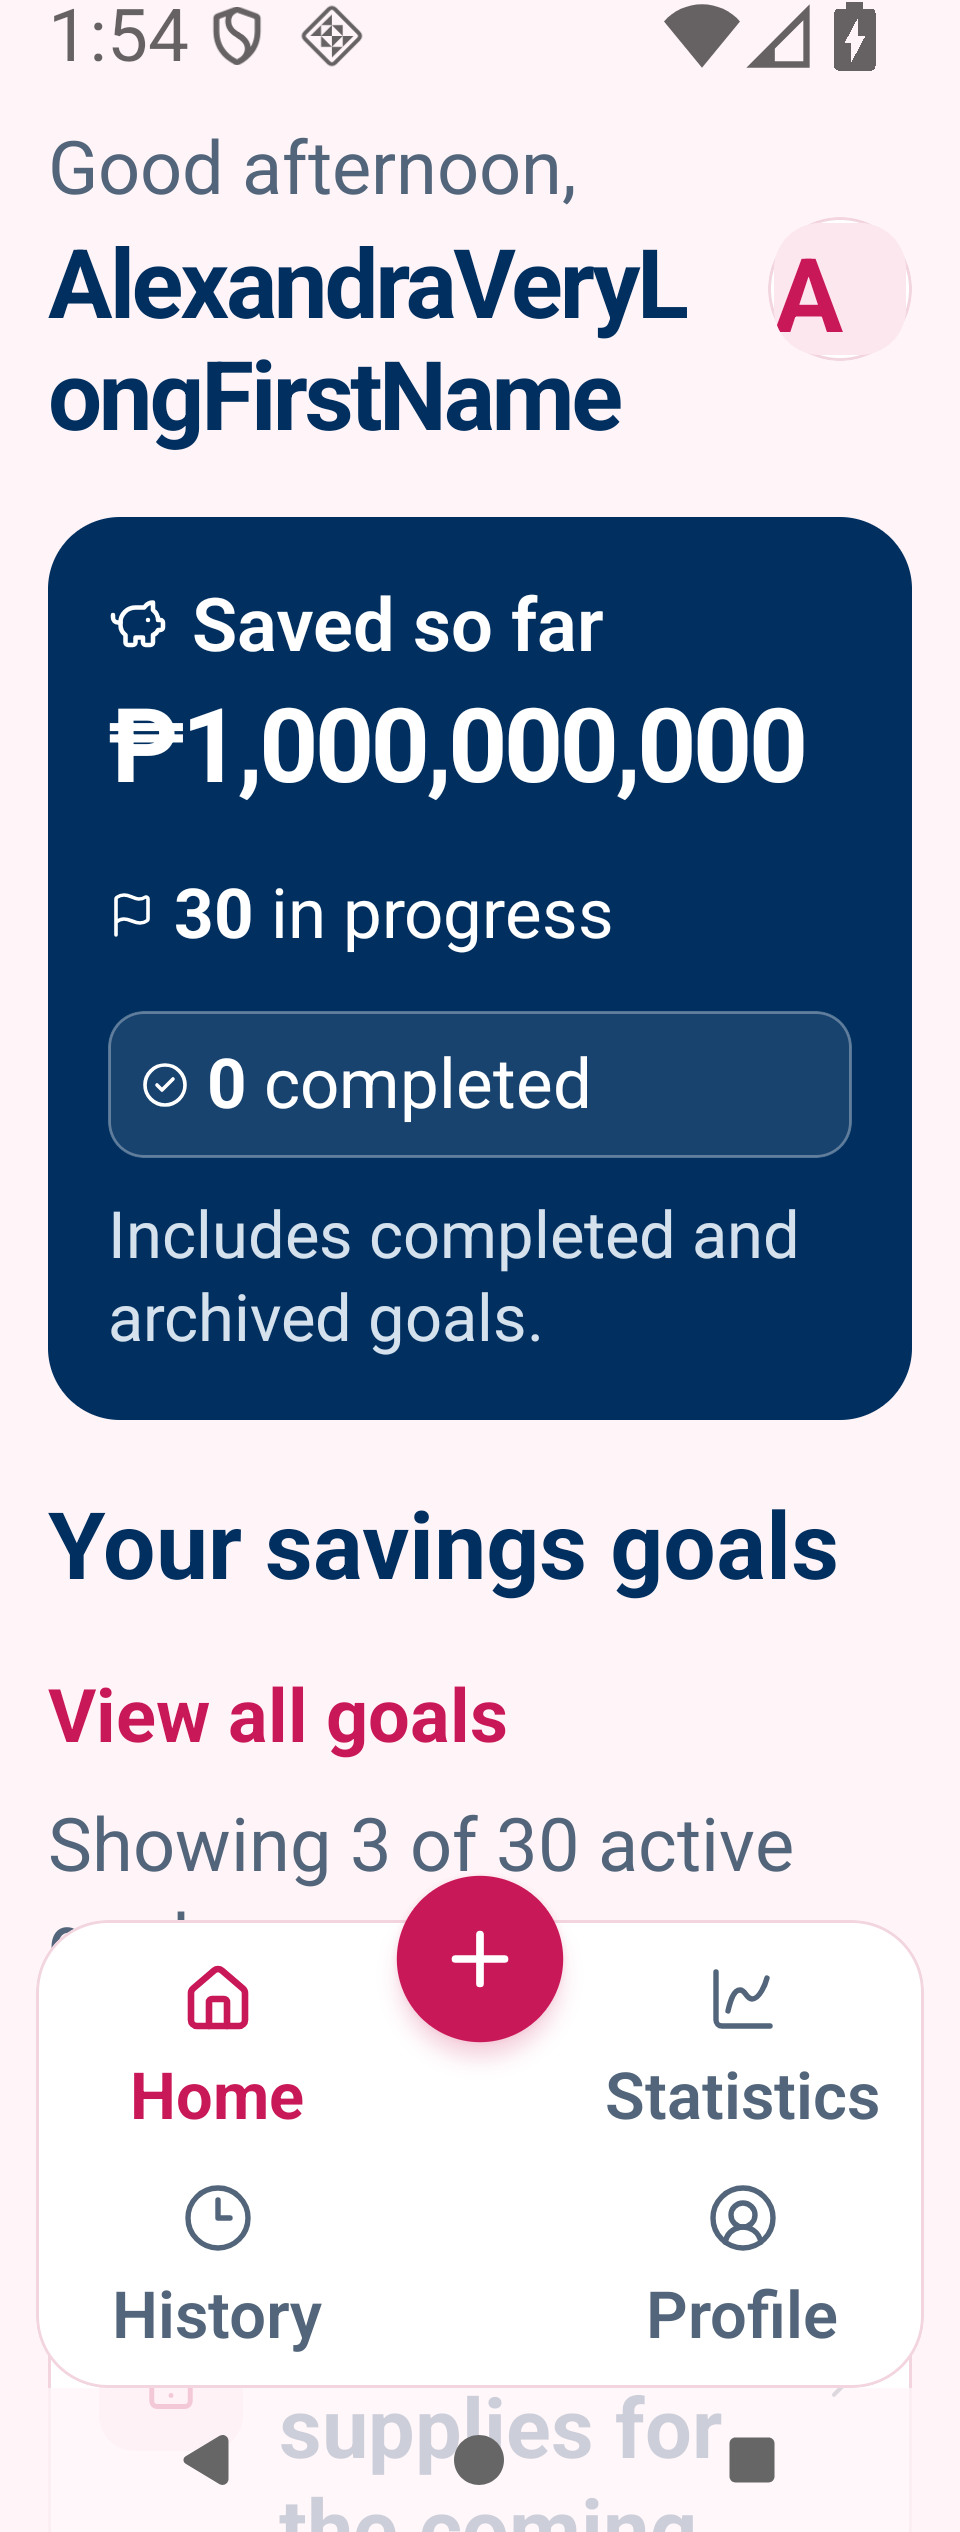 1:54
Good afternoon,
AlexandraVeryL
ongFirstName
A
Saved so far
₱1,000,000,000
30 in progress
0 completed
Includes completed and
archived goals.
Your savings goals
View all goals
Showing 3 of 30 active
Home
Statistics
History
Profile
supplies for
the coming